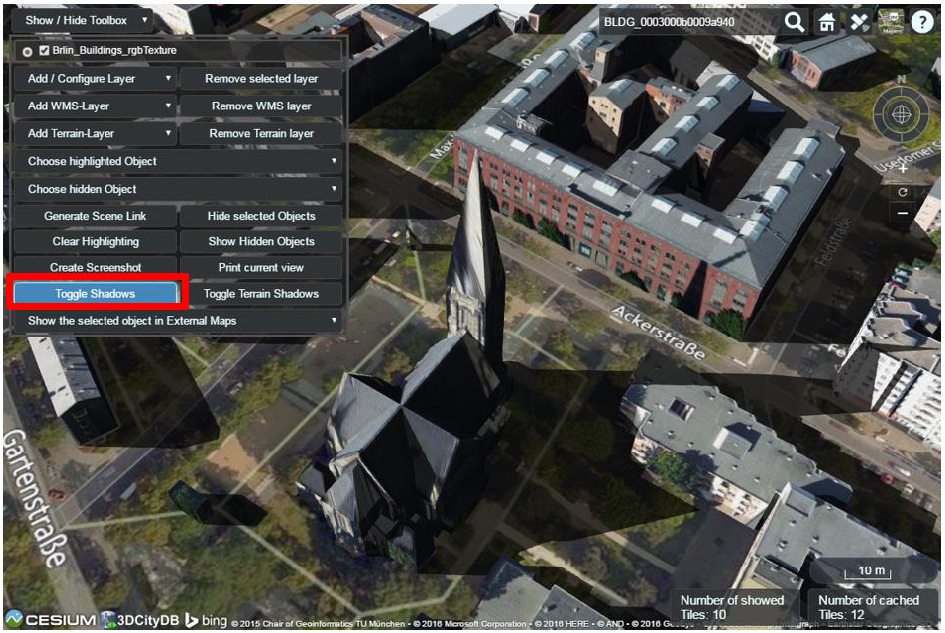 Show / Hide Toolbox
BLDG_0003000b0009a940
Brlin_Buildings_rgbTexture
Add / Configure Layer
Remove selected layer
Add WMS-Layer
Remove WMS layer
Add Terrain-Layer
Remove Terrain layer
Choose highlighted Object
Choose hidden Object
Generate Scene Link
Hide selected Objects
Clear Highlighting
Show Hidden Objects
Create Screenshot
Print current view
Toggle Shadows
Toggle Terrain Shadows
Show the selected object in External Maps
N
Usedomer S
Feldstraße
Ackerstraße
Gartenstraße
10 m
Number of showed
Tiles: 10
Number of cached
Tiles: 12
CESIUM 3DCityDB bing © 2015 Chair of Geoinformatics TU München • © 2016 Microsoft Corporation • © 2016 HERE • © AND • © 2016